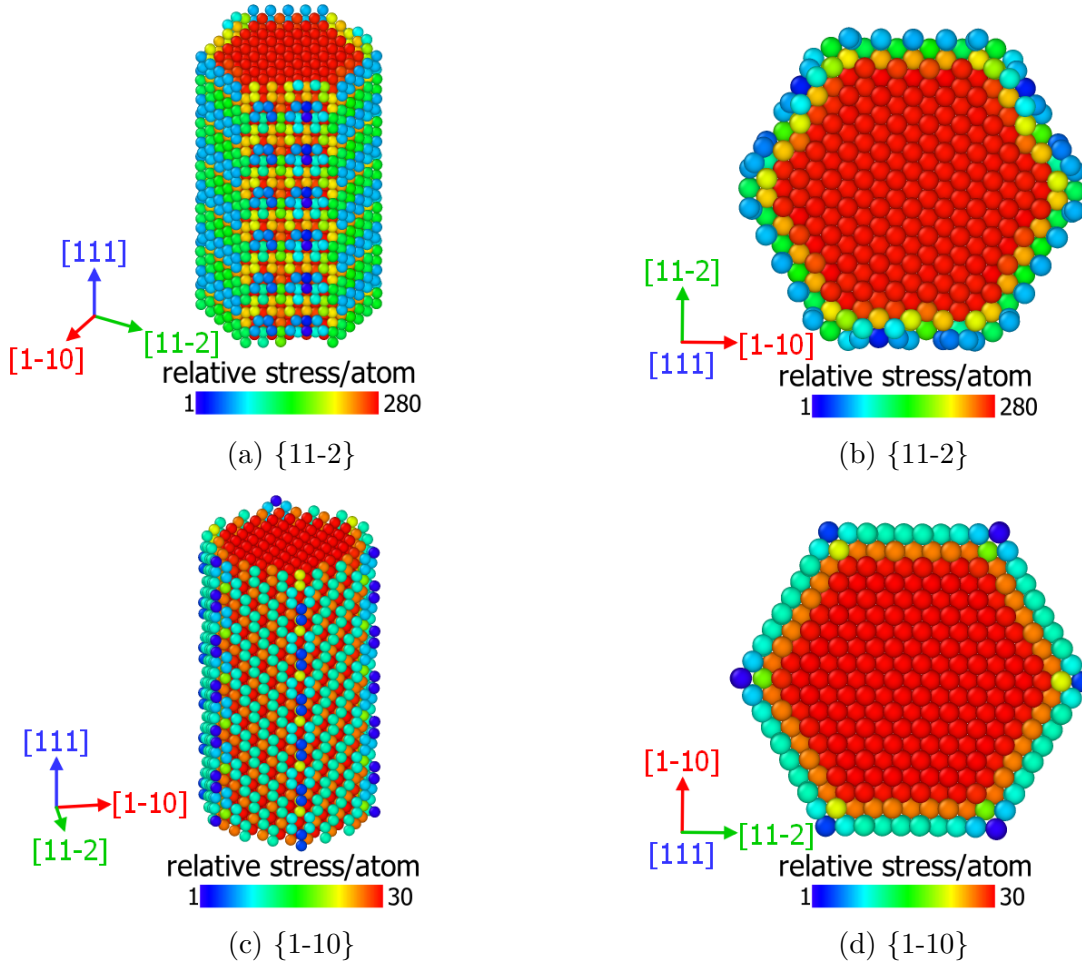 [111]
[1-10]
[11-2]
relative stress/atom
1 280
(a) {11-2}
[11-2]
[111]
[1-10]
relative stress/atom
1 280
(b) {11-2}
[111]
[1-10]
[11-2]
relative stress/atom
1 30
(c) {1-10}
[1-10]
[111]
[11-2]
relative stress/atom
1 30
(d) {1-10}